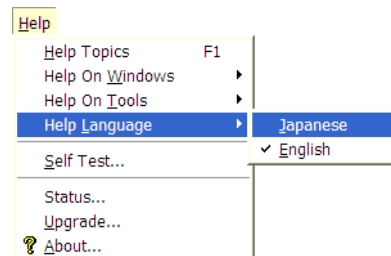 Help
Help Topics F1
Help On Windows
Help On Tools
Help Language
Japanese
English
Self Test...
Status...
Upgrade...
About...